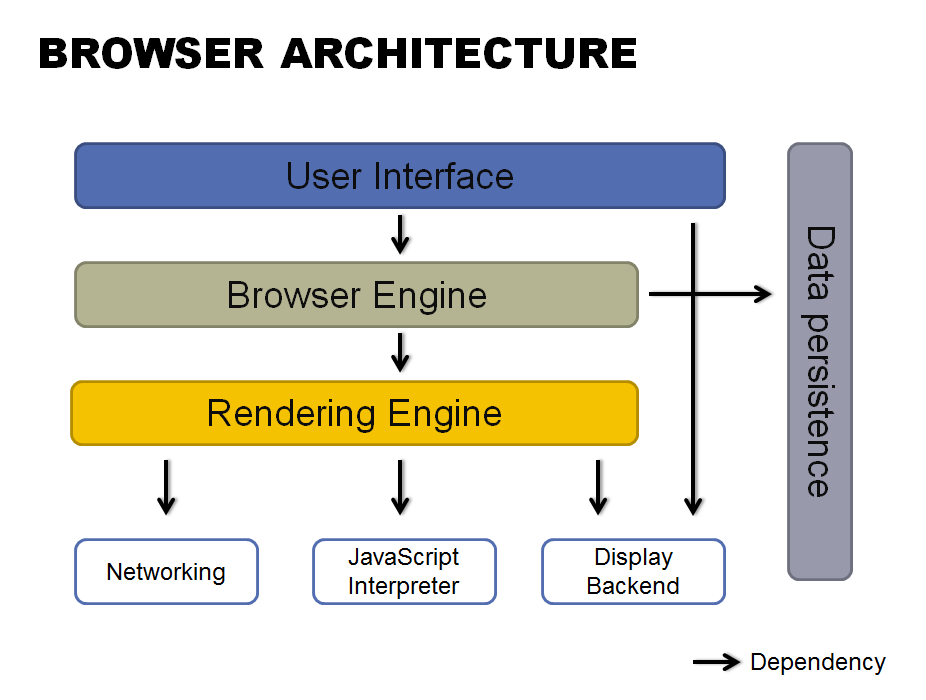 BROWSER ARCHITECTURE
User Interface
Browser Engine
Rendering Engine
Data persistence
Networking
JavaScript
Interpreter
Display
Backend
Dependency